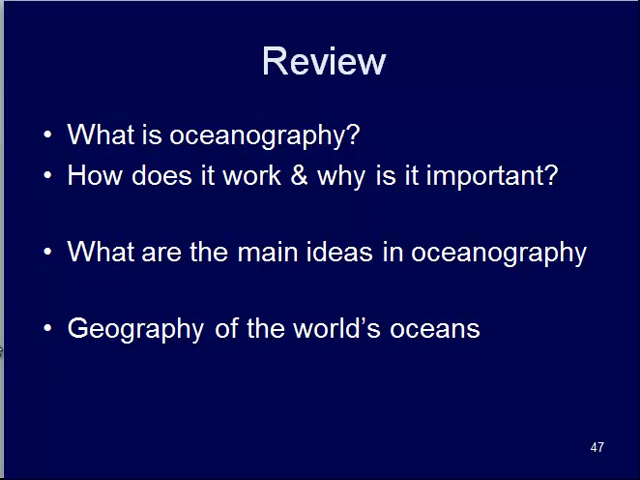 Review
• What is oceanography?
• How does it work & why is it important?
• What are the main ideas in oceanography
• Geography of the world’s oceans
47